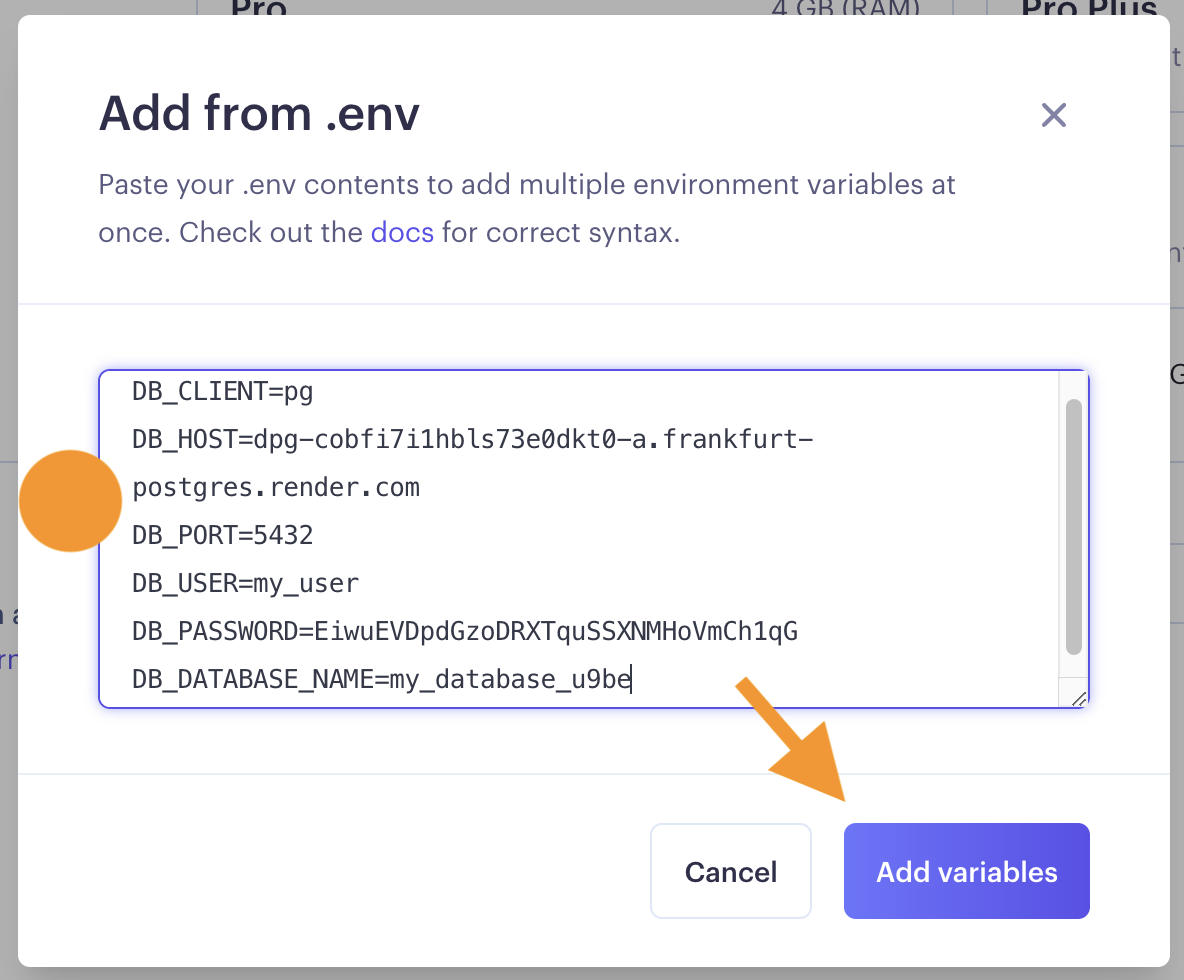 Pro 4 GB (RAM) Pro Plus
Add from .env
Paste your .env contents to add multiple environment variables at
once. Check out the docs for correct syntax.
DB_CLIENT=pg
DB_HOST=dpg-cobfi7i1hbls73e0dkt0-a.frankfurt-
postgres.render.com
DB_PORT=5432
DB_USER=my_user
DB_PASSWORD=EiwuEVDpdGzoDRXTquSSXNMHoVmCh1qG
DB_DATABASE_NAME=my_database_u9be
Cancel Add variables